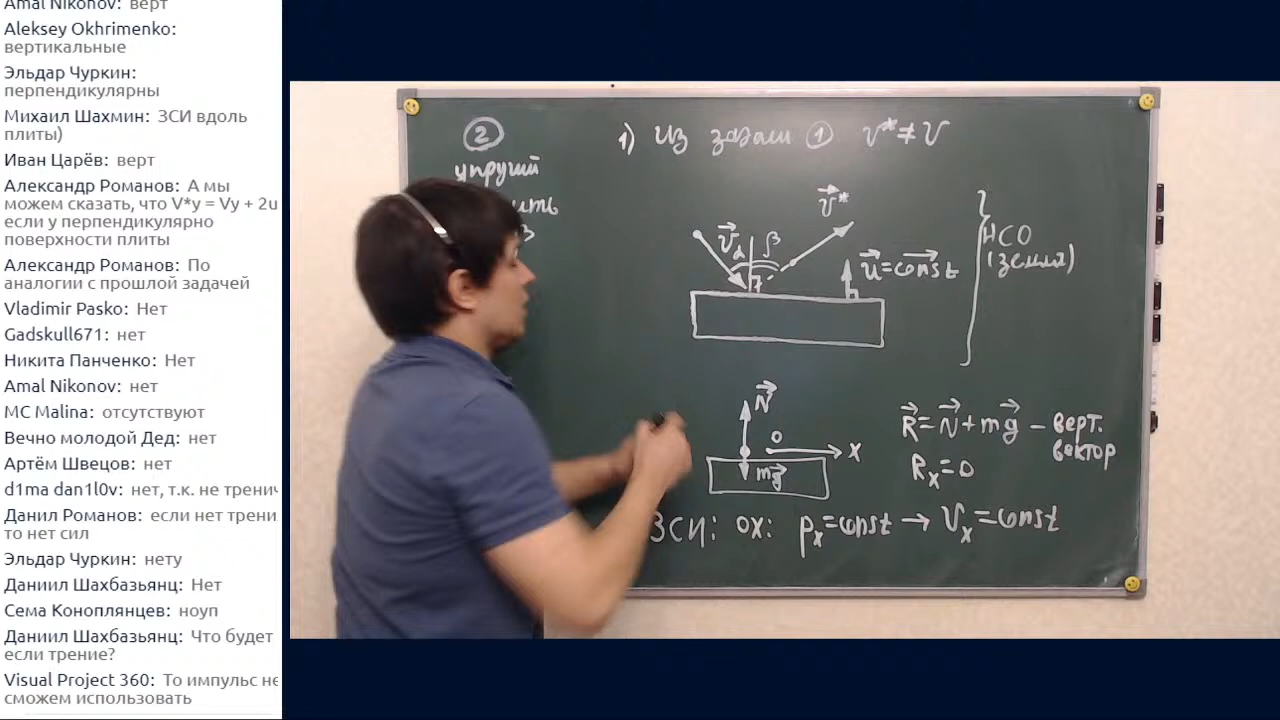 Amal Nikonov: верт
Aleksey Okhrimenko:
вертикальные
Эльдар Чуркин:
перпендикулярны
Михаил Шахмин: ЗСИ вдоль
плиты)
Иван Царёв: верт
Александр Романов: А мы
можем сказать, что V*y = Vy + 2u
если у перпендикулярно
поверхности плиты
Александр Романов: По
аналогии с прошлой задачей
Vladimir Pasko: Нет
Gadskull671: нет
Никита Панченко: Нет
Amal Nikonov: нет
MC Malina: отсутствуют
Вечно молодой Дед: нет
Артём Швецов: нет
d1ma dan1l0v: нет, т.к. не тренич
Данил Романов: если нет трени
то нет сил
Эльдар Чуркин: нету
Даниил Шахбазьянц: Нет
Сема Коноплянцев: ноуп
Даниил Шахбазьянц: Что будет
если трение?
Visual Project 360: То импульс не
сможем использовать
2
упругий
ить
1) Из задачи 1 v* ≠ v
v⃗ α β v⃗*
u⃗ = const
НСО
(земля)
N⃗
O x
mg⃗
R⃗ = N⃗ + mg⃗ – верт.
вектор
Rx = 0
ЗСИ: ox: px = const → vx = const